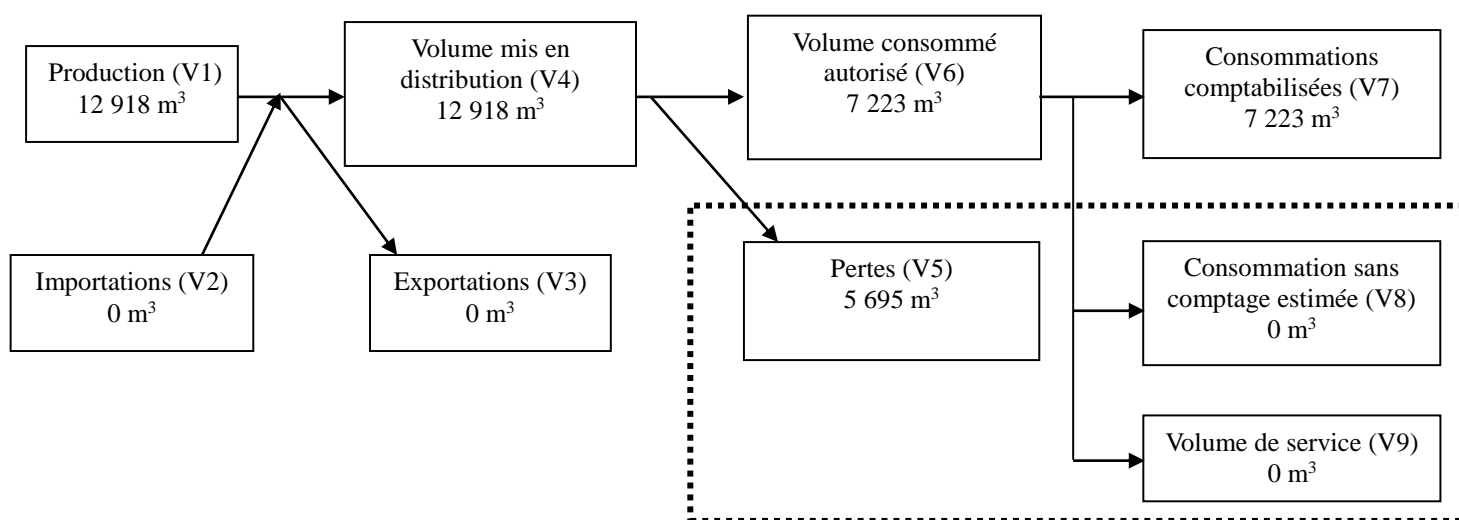 Production (V1)
12 918 m³
Volume mis en
distribution (V4)
12 918 m³
Volume consommé
autorisé (V6)
7 223 m³
Consommations
comptabilisées (V7)
7 223 m³
Importations (V2)
0 m³
Exportations (V3)
0 m³
Pertes (V5)
5 695 m³
Consommation sans
comptage estimée (V8)
0 m³
Volume de service (V9)
0 m³